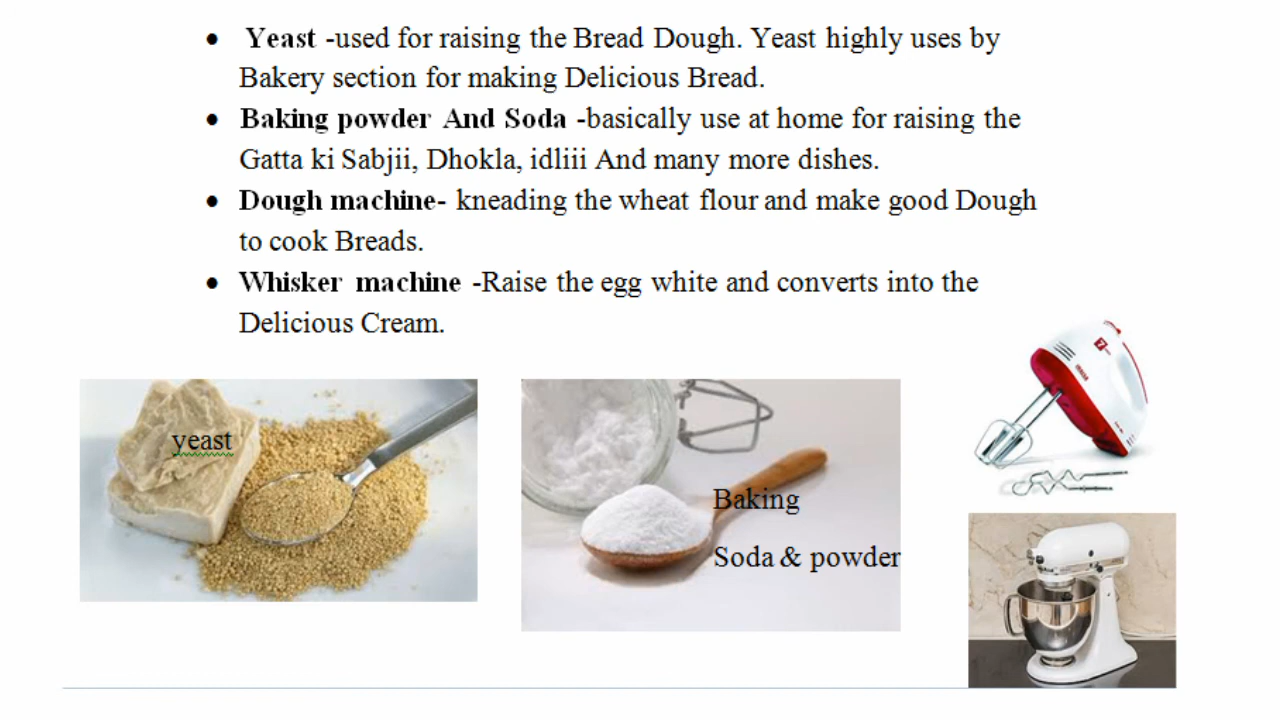 • Yeast -used for raising the Bread Dough. Yeast highly uses by
Bakery section for making Delicious Bread.
• Baking powder And Soda -basically use at home for raising the
Gatta ki Sabjii, Dhokla, idliii And many more dishes.
• Dough machine- kneading the wheat flour and make good Dough
to cook Breads.
• Whisker machine -Raise the egg white and converts into the
Delicious Cream.
yeast
Baking
Soda & powder
7